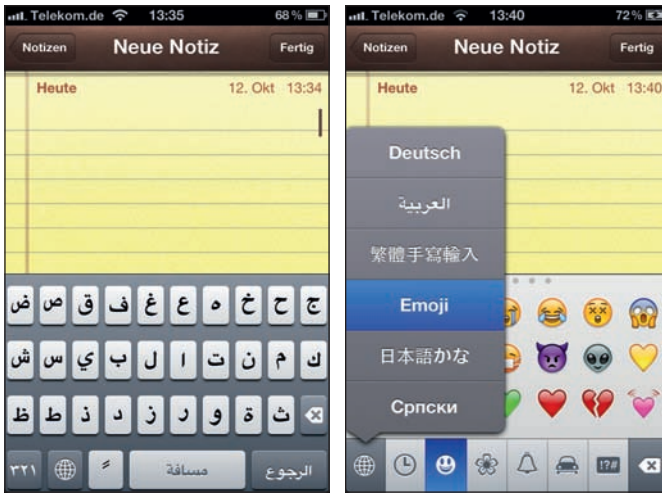 Telekom.de 13:35 68 %
Notizen Neue Notiz Fertig
Heute 12. Okt 13:34
ض ص ق ف غ ع ه خ ح ج
ش س ي ب ل ا ت ن م ك
ظ ط ذ د ز ر و ة ث
٣٢١ مسافة الرجوع
Telekom.de 13:40 72 %
Notizen Neue Notiz Fertig
Heute 12. Okt 13:40
Deutsch
العربية
繁體手寫輸入
Emoji
日本語かな
Српски
!?#